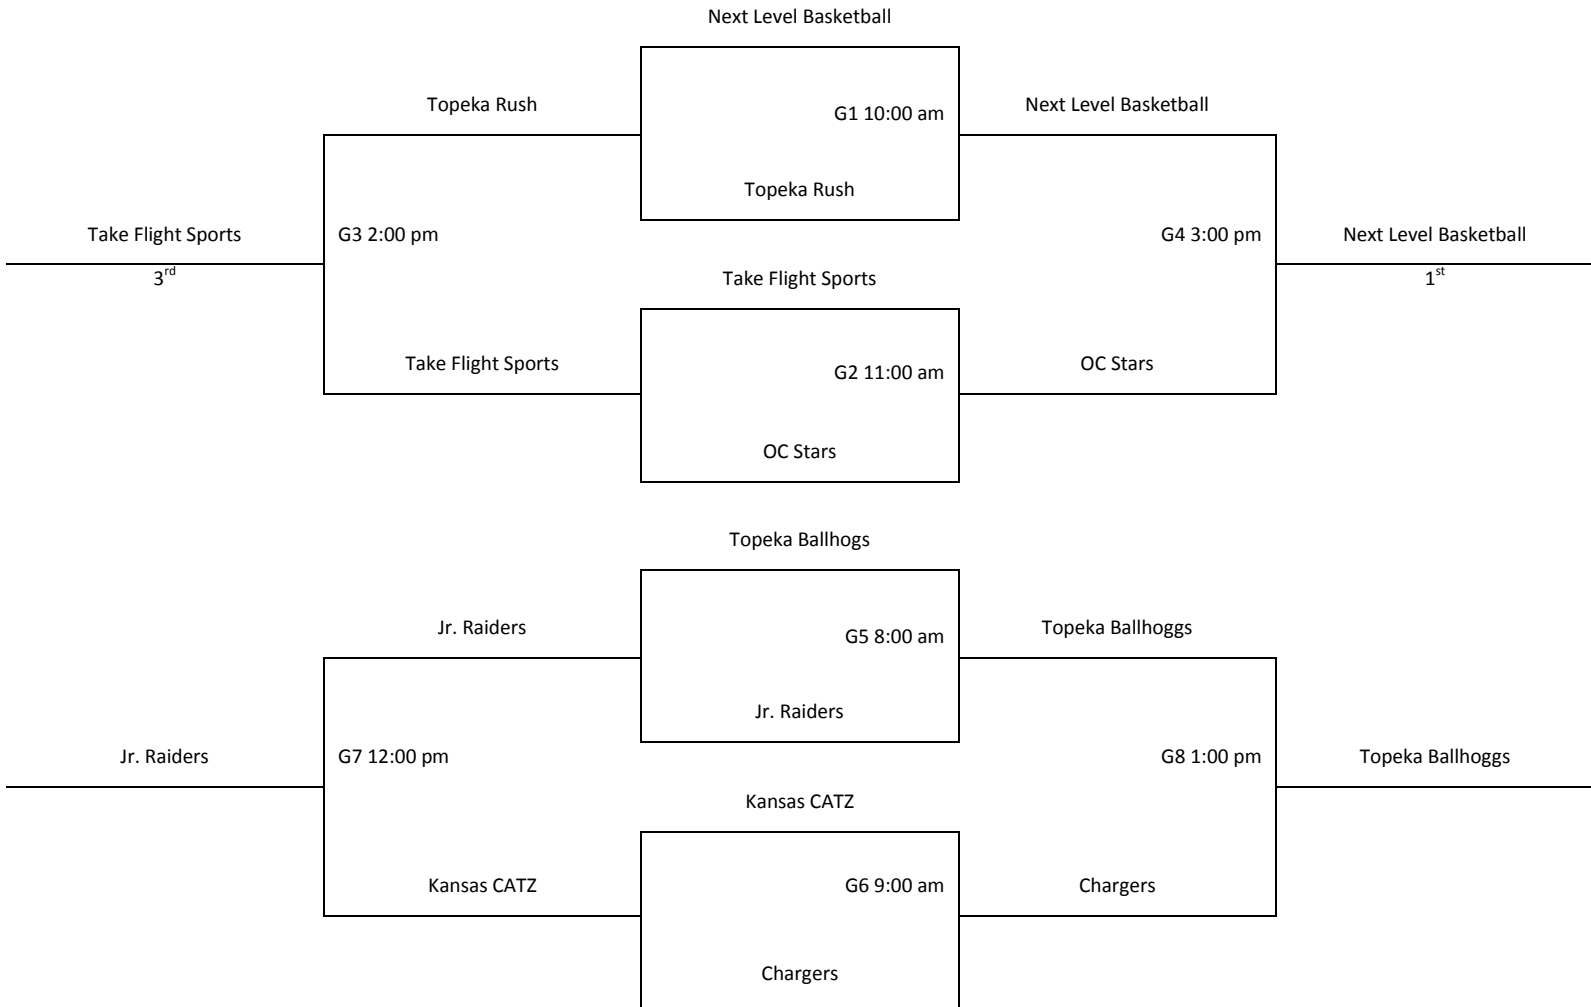 Next Level Basketball
Topeka Rush
G1 10:00 am
Next Level Basketball
Topeka Rush
Take Flight Sports
G3 2:00 pm
G4 3:00 pm
Next Level Basketball
3rd
Take Flight Sports
1st
Take Flight Sports
G2 11:00 am
OC Stars
OC Stars
Topeka Ballhogs
Jr. Raiders
G5 8:00 am
Topeka Ballhoggs
Jr. Raiders
Jr. Raiders
G7 12:00 pm
G8 1:00 pm
Topeka Ballhoggs
Kansas CATZ
Kansas CATZ
G6 9:00 am
Chargers
Chargers